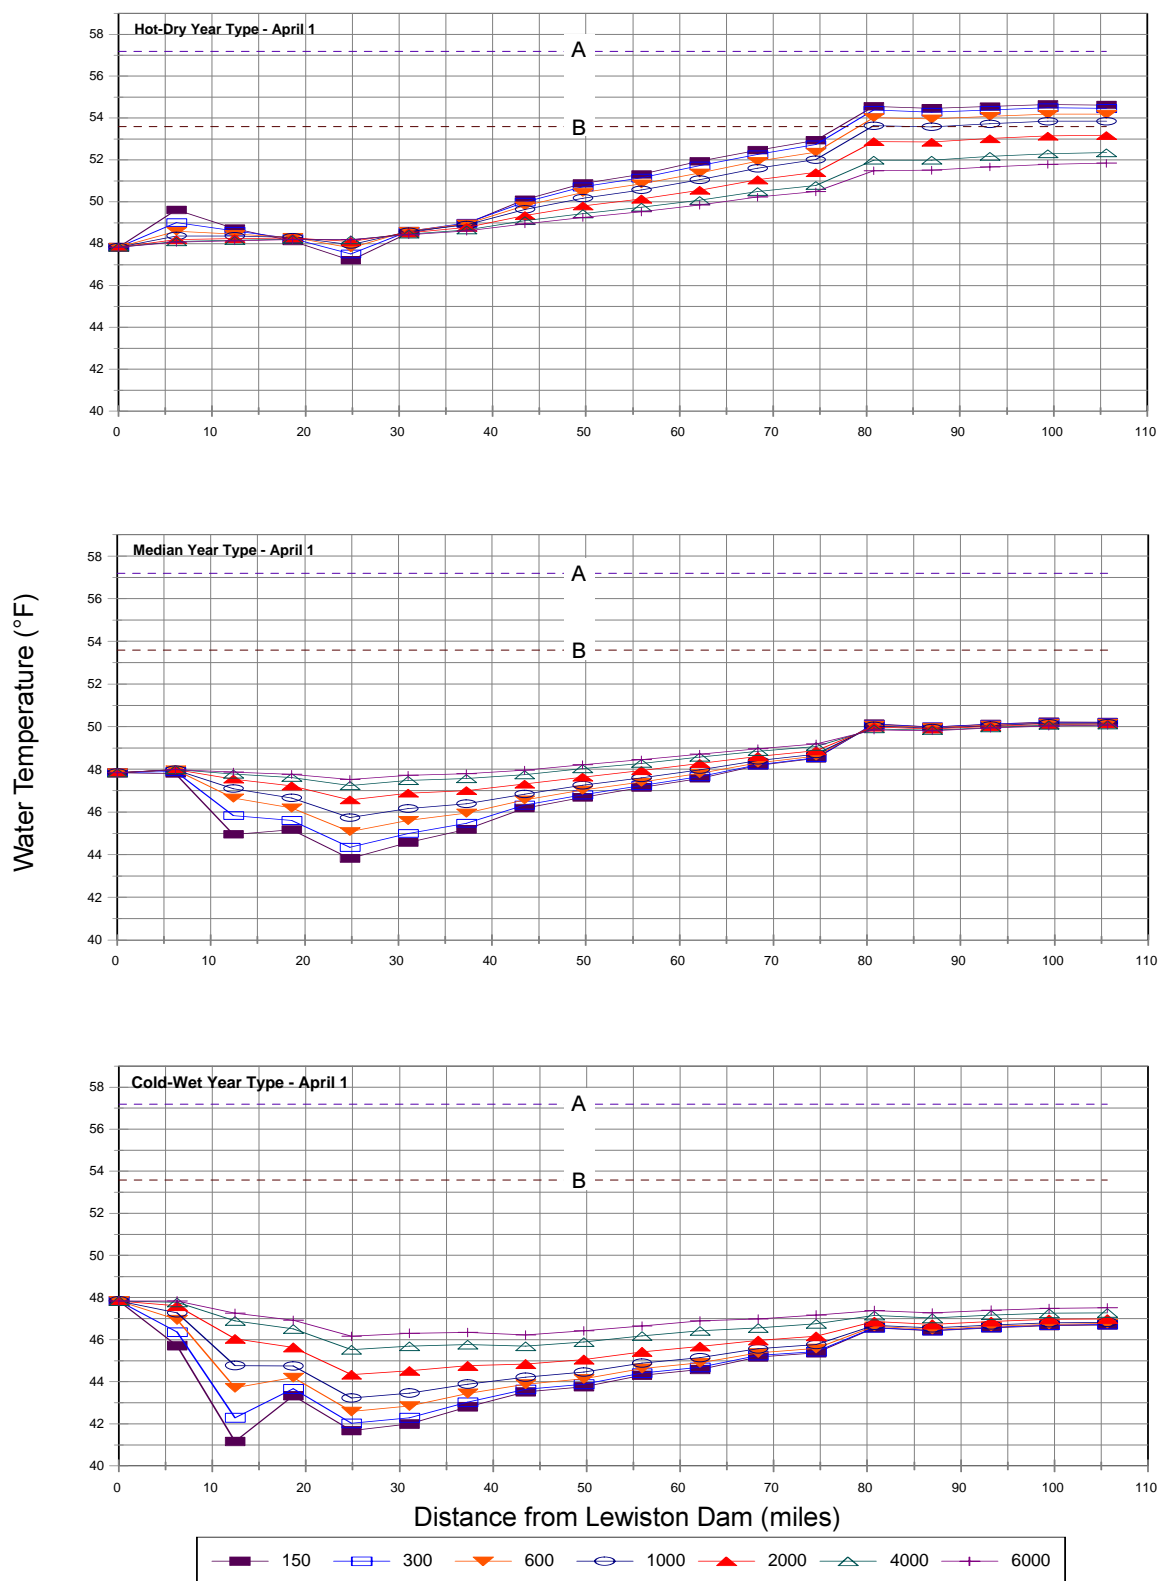 Hot-Dry Year Type - April 1
58
56
54
52
50
48
46
44
42
40
A
B
0 10 20 30 40 50 60 70 80 90 100 110
Median Year Type - April 1
58
56
54
52
50
48
46
44
42
40
A
B
0 10 20 30 40 50 60 70 80 90 100 110
Water Temperature (°F)
Cold-Wet Year Type - April 1
58
56
54
52
50
48
46
44
42
40
A
B
0 10 20 30 40 50 60 70 80 90 100 110
Distance from Lewiston Dam (miles)
150 300 600 1000 2000 4000 6000